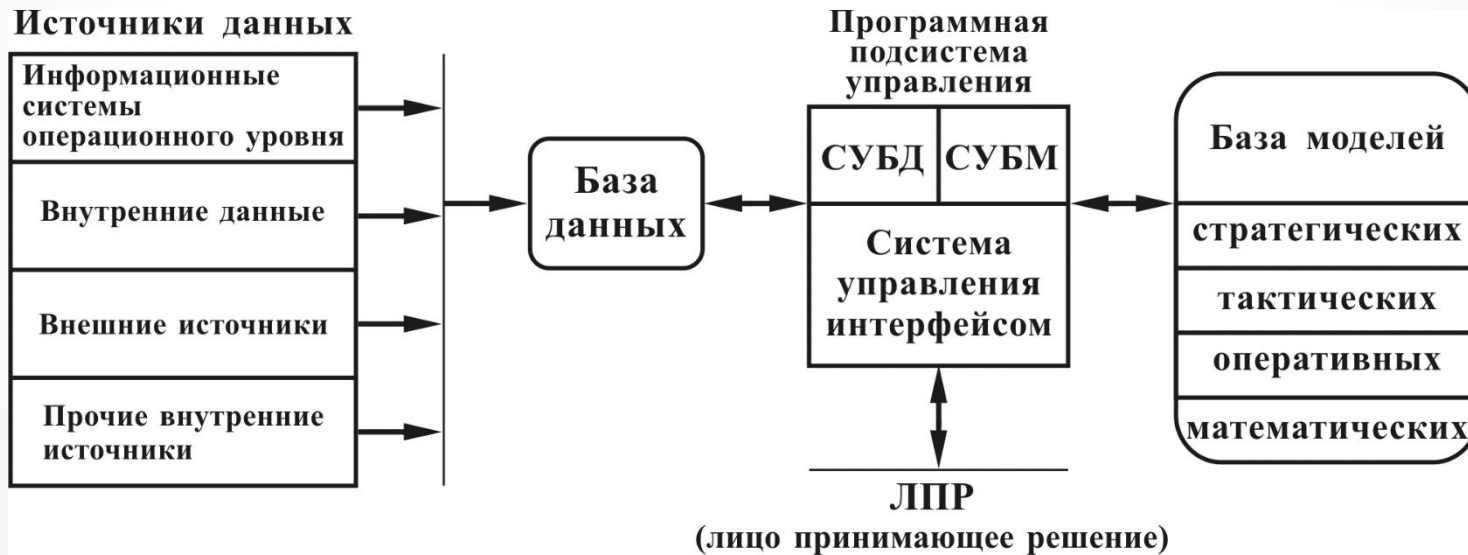 Источники данных
Информационные
системы
операционного уровня
Внутренние данные
Внешние источники
Прочие внутренние
источники
База
данных
Программная
подсистема
управления
СУБД
СУБМ
Система
управления
интерфейсом
ЛПР
(лицо принимающее решение)
База моделей
стратегических
тактических
оперативных
математических